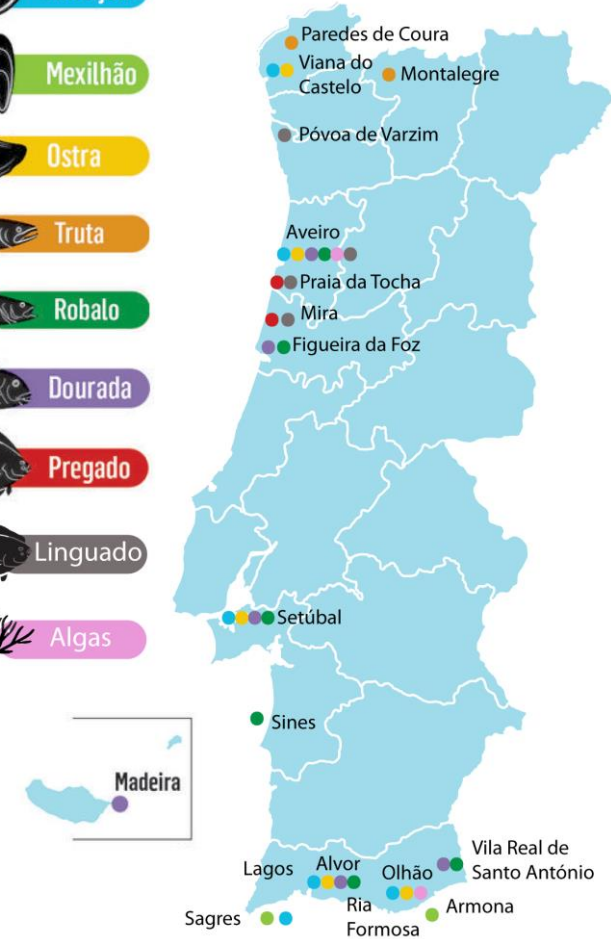 Mexilhão
Ostra
Truta
Robalo
Dourada
Pregado
Linguado
Algas
Paredes de Coura
Viana do
Castelo
Montalegre
Póvoa de Varzim
Aveiro
Praia da Tocha
Mira
Figueira da Foz
Setúbal
Sines
Madeira
Vila Real de
Santo António
Lagos
Alvor
Olhão
Ria
Formosa
Armona
Sagres